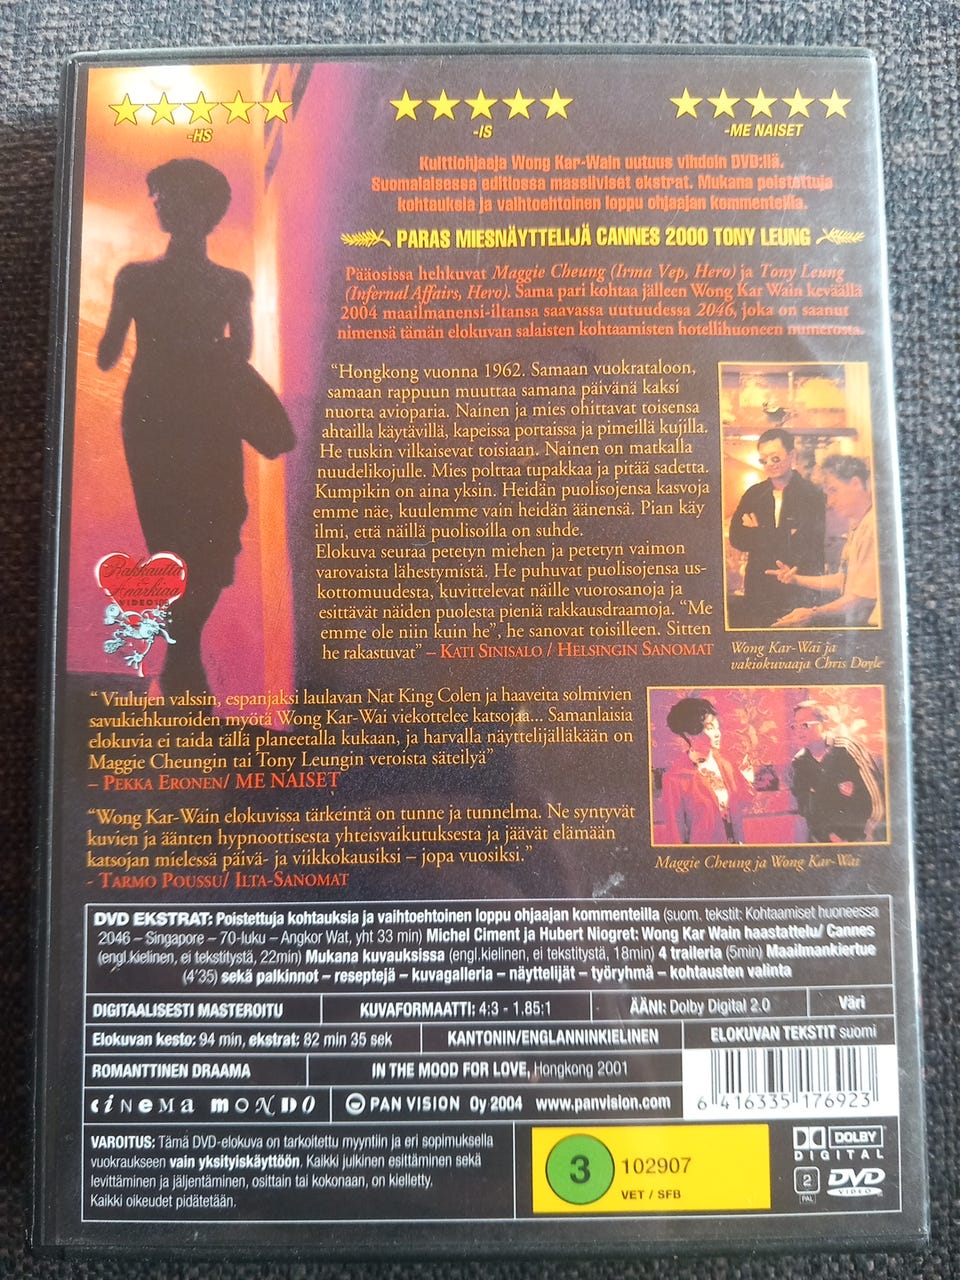 -HS
-IS
-ME NAISET
Kulttiohjaaja Wong Kar-Wain uutuus vihdoin DVD:llä.
Suomalaisessa editiossa massiiviset ekstrat. Mukana poistettuja
kohtauksia ja vaihtoehtoinen loppu ohjaajan kommenteilla.
PARAS MIESNÄYTTELIJÄ CANNES 2000 TONY LEUNG
Pääosissa hehkuvat Maggie Cheung (Irma Vep, Hero) ja Tony Leung
(Infernal Affairs, Hero). Sama pari kohtaa jälleen Wong Kar Wain keväällä
2004 maailmanensi-iltansa saavassa uutuudessa 2046, joka on saanut
nimensä tämän elokuvan salaisten kohtaamisten hotellihuoneen numerosta.
“Hongkong vuonna 1962. Samaan vuokrataloon,
samaan rappuun muuttaa samana päivänä kaksi
nuorta avioparia. Nainen ja mies ohittavat toisensa
ahtailla käytävillä, kapeissa portaissa ja pimeillä kujilla.
He tuskin vilkaisevat toisiaan. Nainen on matkalla
nuudelikojulle. Mies polttaa tupakkaa ja pitää sadetta.
Kumpikin on aina yksin. Heidän puolisojensa kasvoja
emme näe, kuulemme vain heidän äänensä. Pian käy
ilmi, että näillä puolisoilla on suhde.
Elokuva seuraa petetyn miehen ja petetyn vaimon
varovaista lähestymistä. He puhuvat puolisojensa us-
kottomuudesta, kuvittelevat näille vuorosanoja ja
esittävät näiden puolesta pieniä rakkausdraamoja. “Me
emme ole niin kuin he”, he sanovat toisilleen. Sitten
he rakastuvat” – KATI SINISALO / HELSINGIN SANOMAT
Wong Kar-Wai ja
vakiokuvaaja Chris Doyle
Rakkautta
Anarkiaa
VIDEO
“Viulujen valssin, espanjaksi laulavan Nat King Colen ja haaveita solmivien
savukiehkuroiden myötä Wong Kar-Wai viekottelee katsojaa... Samanlaisia
elokuvia ei taida tällä planeetalla kukaan, ja harvalla näyttelijälläkään on
Maggie Cheungin tai Tony Leungin veroista säteilyä”
– PEKKA ERONEN/ ME NAISET
“Wong Kar-Wain elokuvissa tärkeintä on tunne ja tunnelma. Ne syntyvät
kuvien ja äänten hypnoottisesta yhteisvaikutuksesta ja jäävät elämään
katsojan mielessä päivä- ja viikkokausiksi – jopa vuosiksi.”
- TARMO POUSSU/ ILTA-SANOMAT
Maggie Cheung ja Wong Kar-Wai
DVD EKSTRAT: Poistettuja kohtauksia ja vaihtoehtoinen loppu ohjaajan kommenteilla (suom. tekstit: Kohtaamiset huoneessa
2046 – Singapore – 70-luku – Angkor Wat, yht 33 min) Michel Ciment ja Hubert Niogret: Wong Kar Wain haastattelu/ Cannes
(engl.kielinen, ei tekstitystä, 22min) Mukana kuvauksissa (engl.kielinen, ei tekstitystä, 18min) 4 traileria (5min) Maailmankiertue
(4'35) sekä palkinnot – reseptejä – kuvagalleria – näyttelijät – työryhmä – kohtausten valinta
DIGITAALISESTI MASTEROITU KUVAFORMAATTI: 4:3 - 1.85:1 ÄÄNI: Dolby Digital 2.0 Väri
Elokuvan kesto: 94 min, ekstrat: 82 min 35 sek KANTONIN/ENGLANNINKIELINEN ELOKUVAN TEKSTIT suomi
ROMANTTINEN DRAAMA IN THE MOOD FOR LOVE, Hongkong 2001
CINEMA MONDO PAN VISION Oy 2004 www.panvision.com
6 416335 176923
VAROITUS: Tämä DVD-elokuva on tarkoitettu myyntiin ja eri sopimuksella
vuokraukseen vain yksityiskäyttöön. Kaikki julkinen esittäminen sekä
levittäminen ja jäljentäminen, osittain tai kokonaan, on kielletty.
Kaikki oikeudet pidätetään.
3 102907
VET / SFB
DOLBY
DIGITAL
2
PAL
DVD
VIDEO